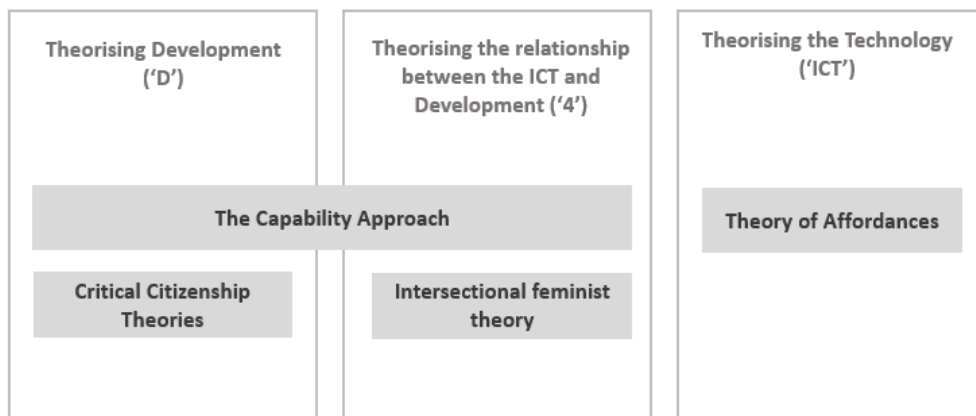 Theorising Development
(‘D’)
Theorising the relationship
between the ICT and
Development (‘4’)
Theorising the Technology
(‘ICT’)
The Capability Approach
Theory of Affordances
Critical Citizenship
Theories
Intersectional feminist
theory